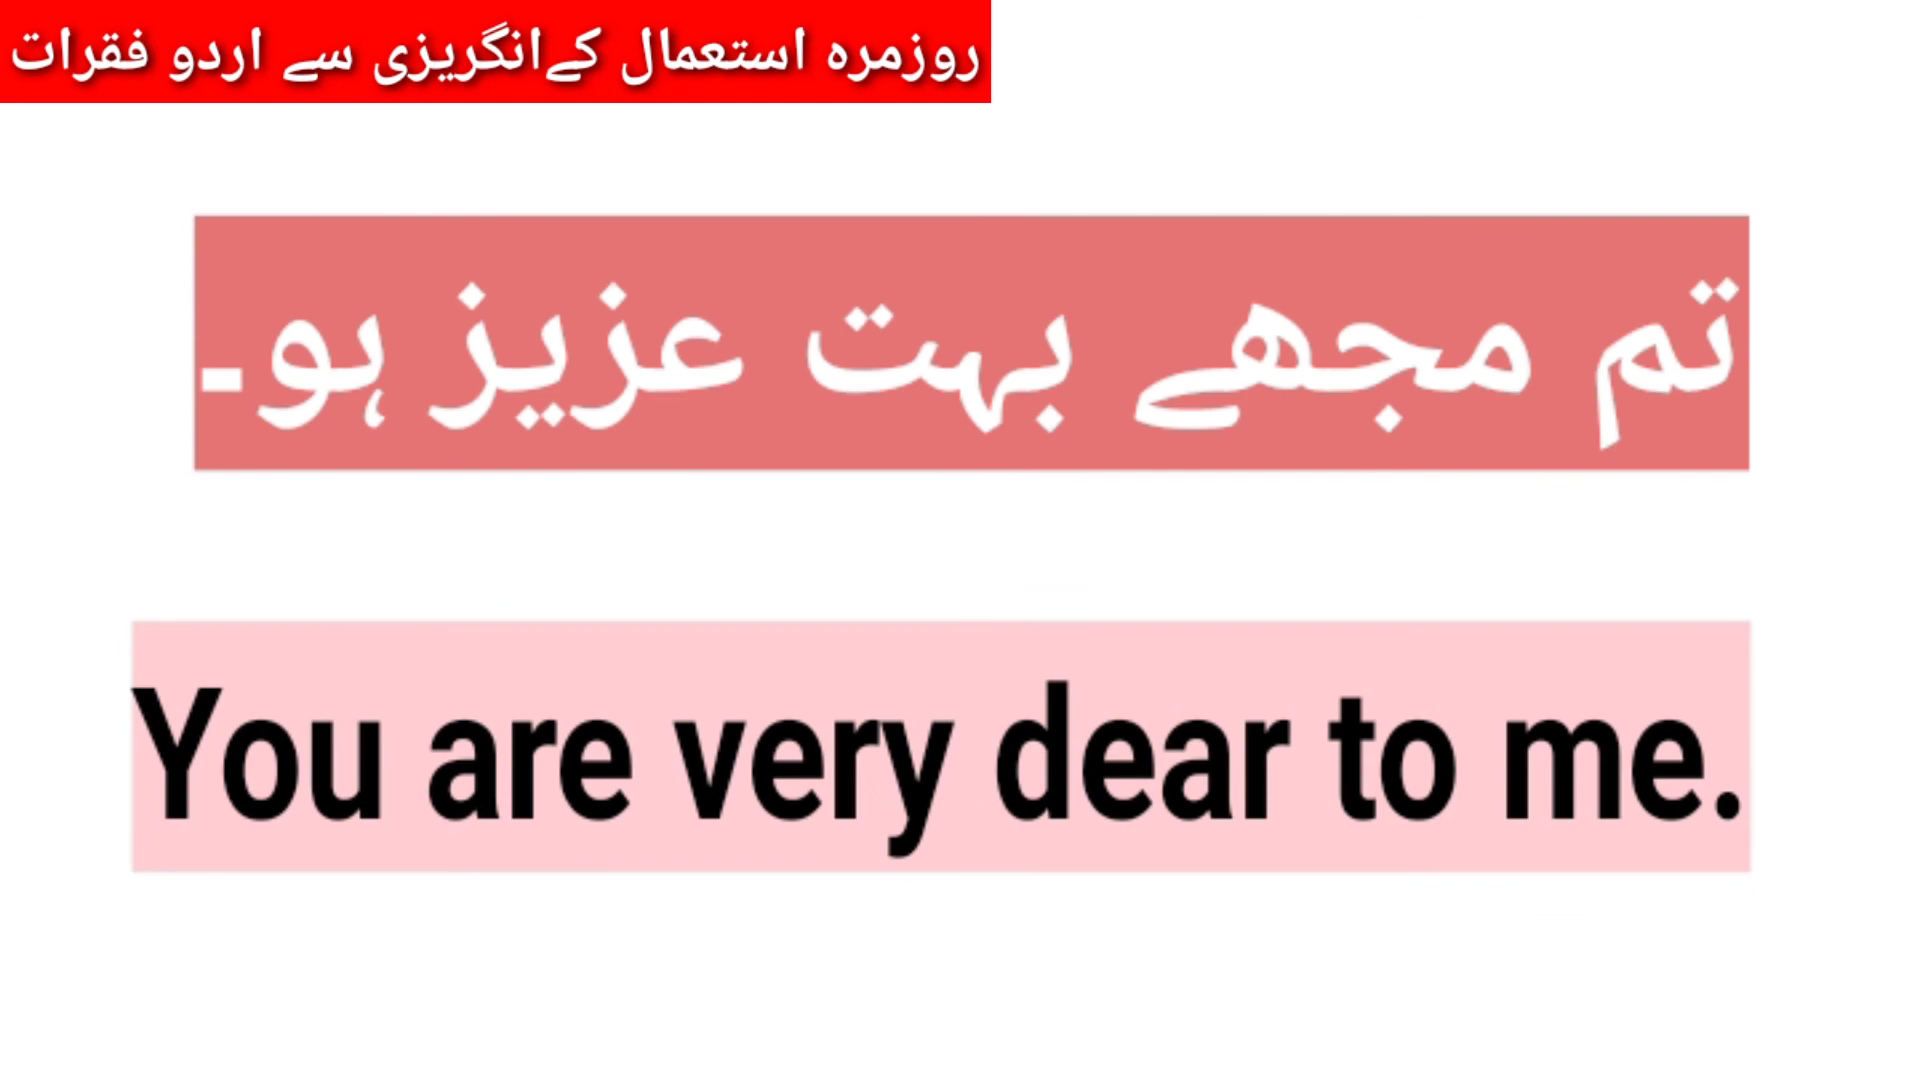 روزمرہ استعمال کےانگریزی سے اردو فقرات
تم مجھے بہت عزیز ہو۔
You are very dear to me.